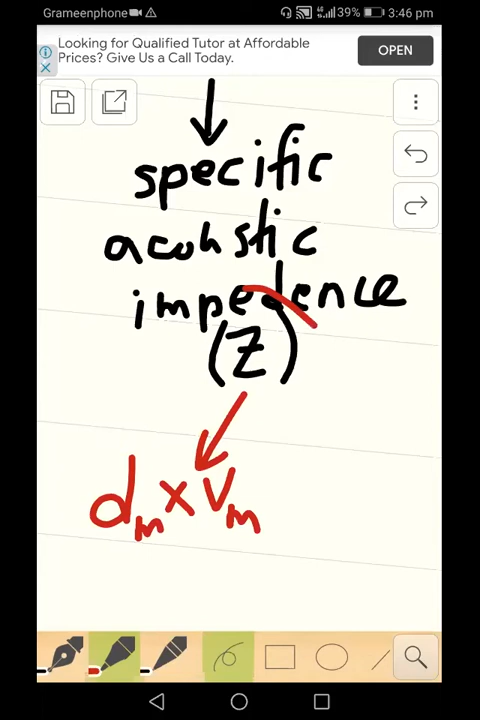 Grameenphone 39% 3:46 pm
Looking for Qualified Tutor at Affordable
Prices? Give Us a Call Today.
OPEN
specific
acoustic
impedence
(Z)
dm x vm